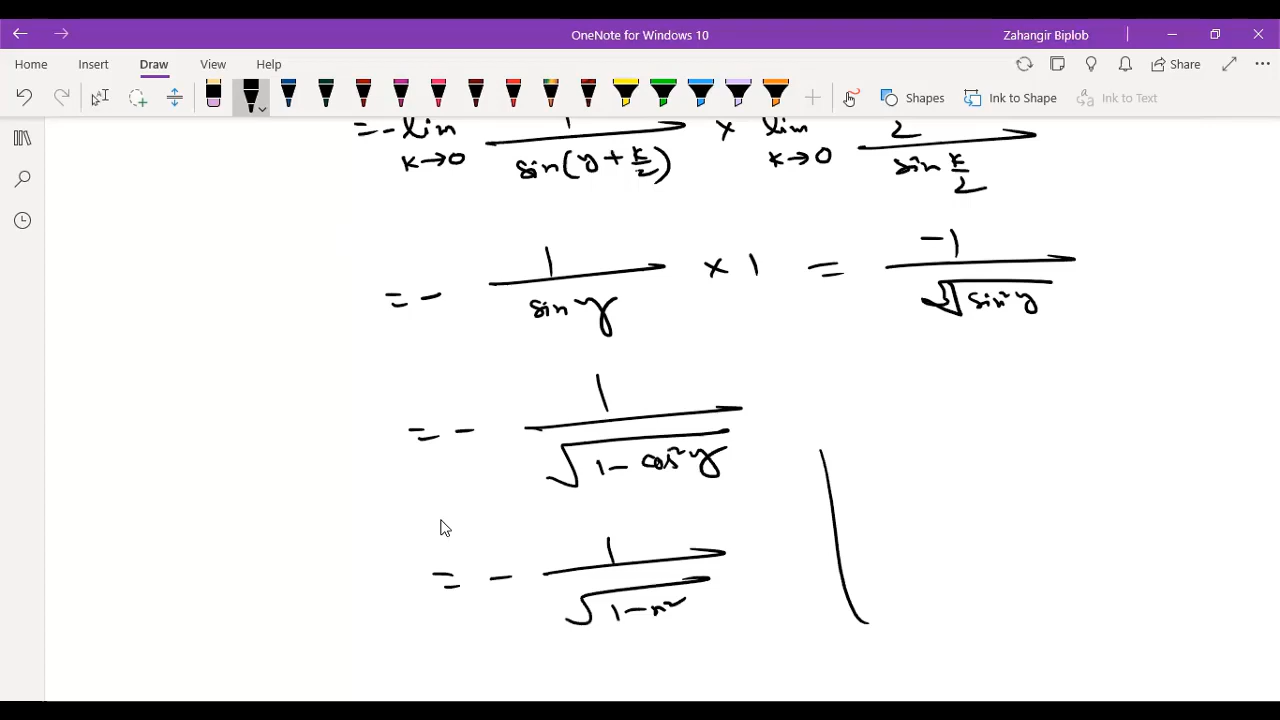 OneNote for Windows 10 Zahangir Biplob
Home Insert Draw View Help Share
Shapes Ink to Shape Ink to Text
= - lim k→0 1/sin(y + k/2) × lim k→0 2/sin k/2
= - 1/sin y × 1 = -1/√sin²y
= - 1/√1 - cos²y
= - 1/√1 - x²